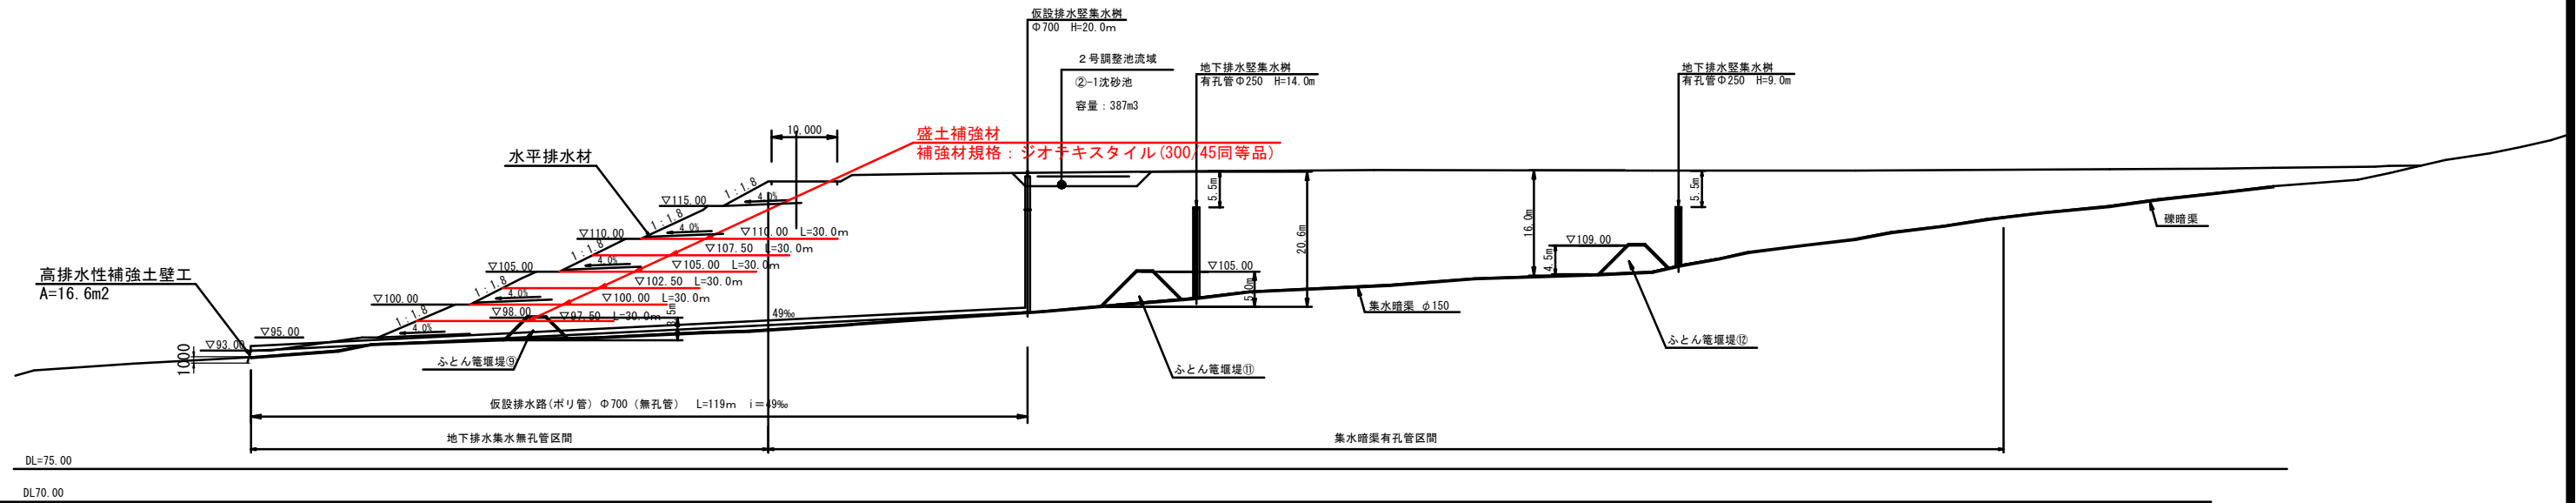 仮設排水竪集水桝
Φ700 H=20.0m
2号調整池流域
②-1沈砂池
容量：387m3
地下排水竪集水桝
有孔管Φ250 H=14.0m
地下排水竪集水桝
有孔管Φ250 H=9.0m
10,000
盛土補強材
補強材規格：ジオテキスタイル(300/45同等品)
水平排水材
1:1.8
4.0%
▽115.00
1:1.8
4.0%
▽110.00
▽110.00 L=30.0m
1:1.8
4.0%
▽107.50 L=30.0m
▽105.00
▽105.00 L=30.0m
1:1.8
4.0%
▽102.50 L=30.0m
▽100.00
▽100.00 L=30.0m
1:1.8
4.0%
▽98.00
▽97.50 L=30.0m
3.5m
49‰
高排水性補強土壁工
A=16.6m2
▽95.00
▽93.00
1000
ふとん篭堰堤⑨
5.5m
20.6m
▽105.00
5.0m
ふとん篭堰堤⑪
16.0m
▽109.00
4.5m
5.5m
集水暗渠 φ150
ふとん篭堰堤⑫
礫暗渠
仮設排水路(ポリ管) Φ700 (無孔管) L=119m i=49‰
地下排水集水無孔管区間
集水暗渠有孔管区間
DL=75.00
DL70.00